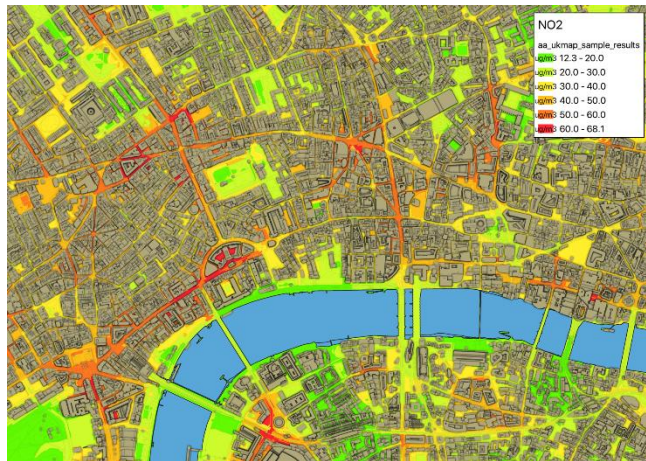 NO2
aa_ukmap_sample_results
ug/m3 12.3 - 20.0
ug/m3 20.0 - 30.0
ug/m3 30.0 - 40.0
ug/m3 40.0 - 50.0
ug/m3 50.0 - 60.0
ug/m3 60.0 - 68.1